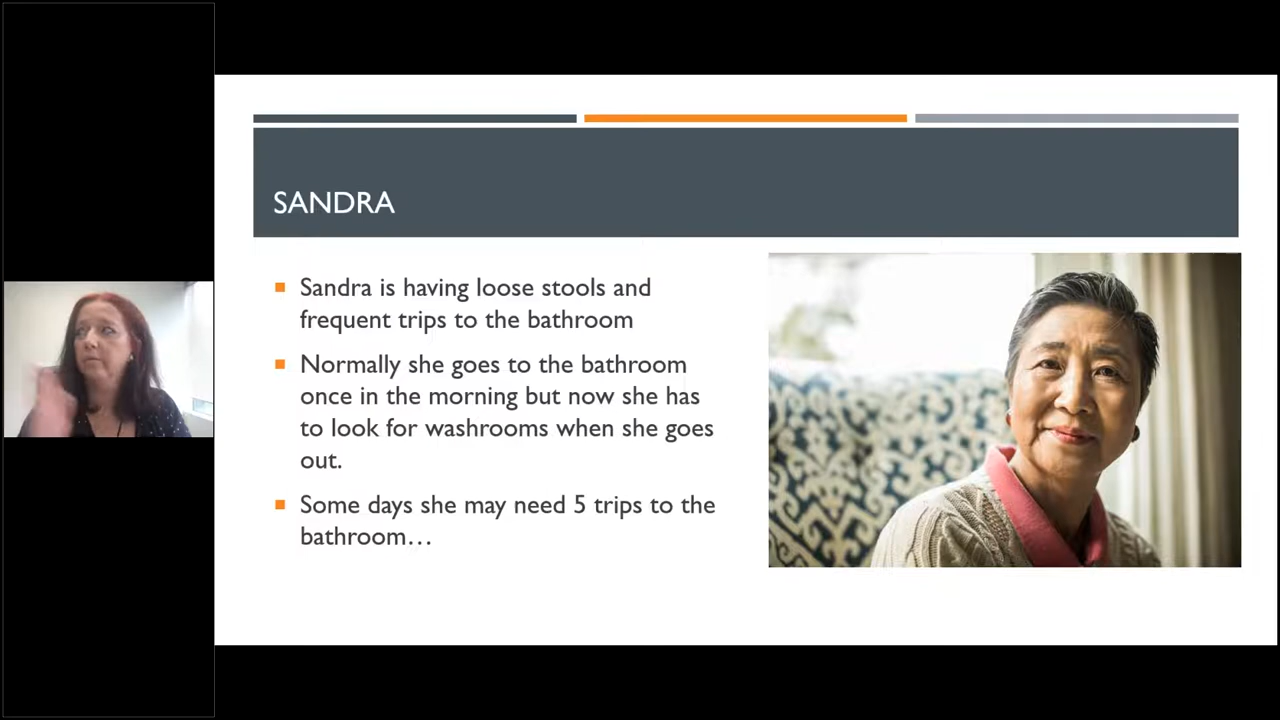 SANDRA
Sandra is having loose stools and
frequent trips to the bathroom
Normally she goes to the bathroom
once in the morning but now she has
to look for washrooms when she goes
out.
Some days she may need 5 trips to the
bathroom…